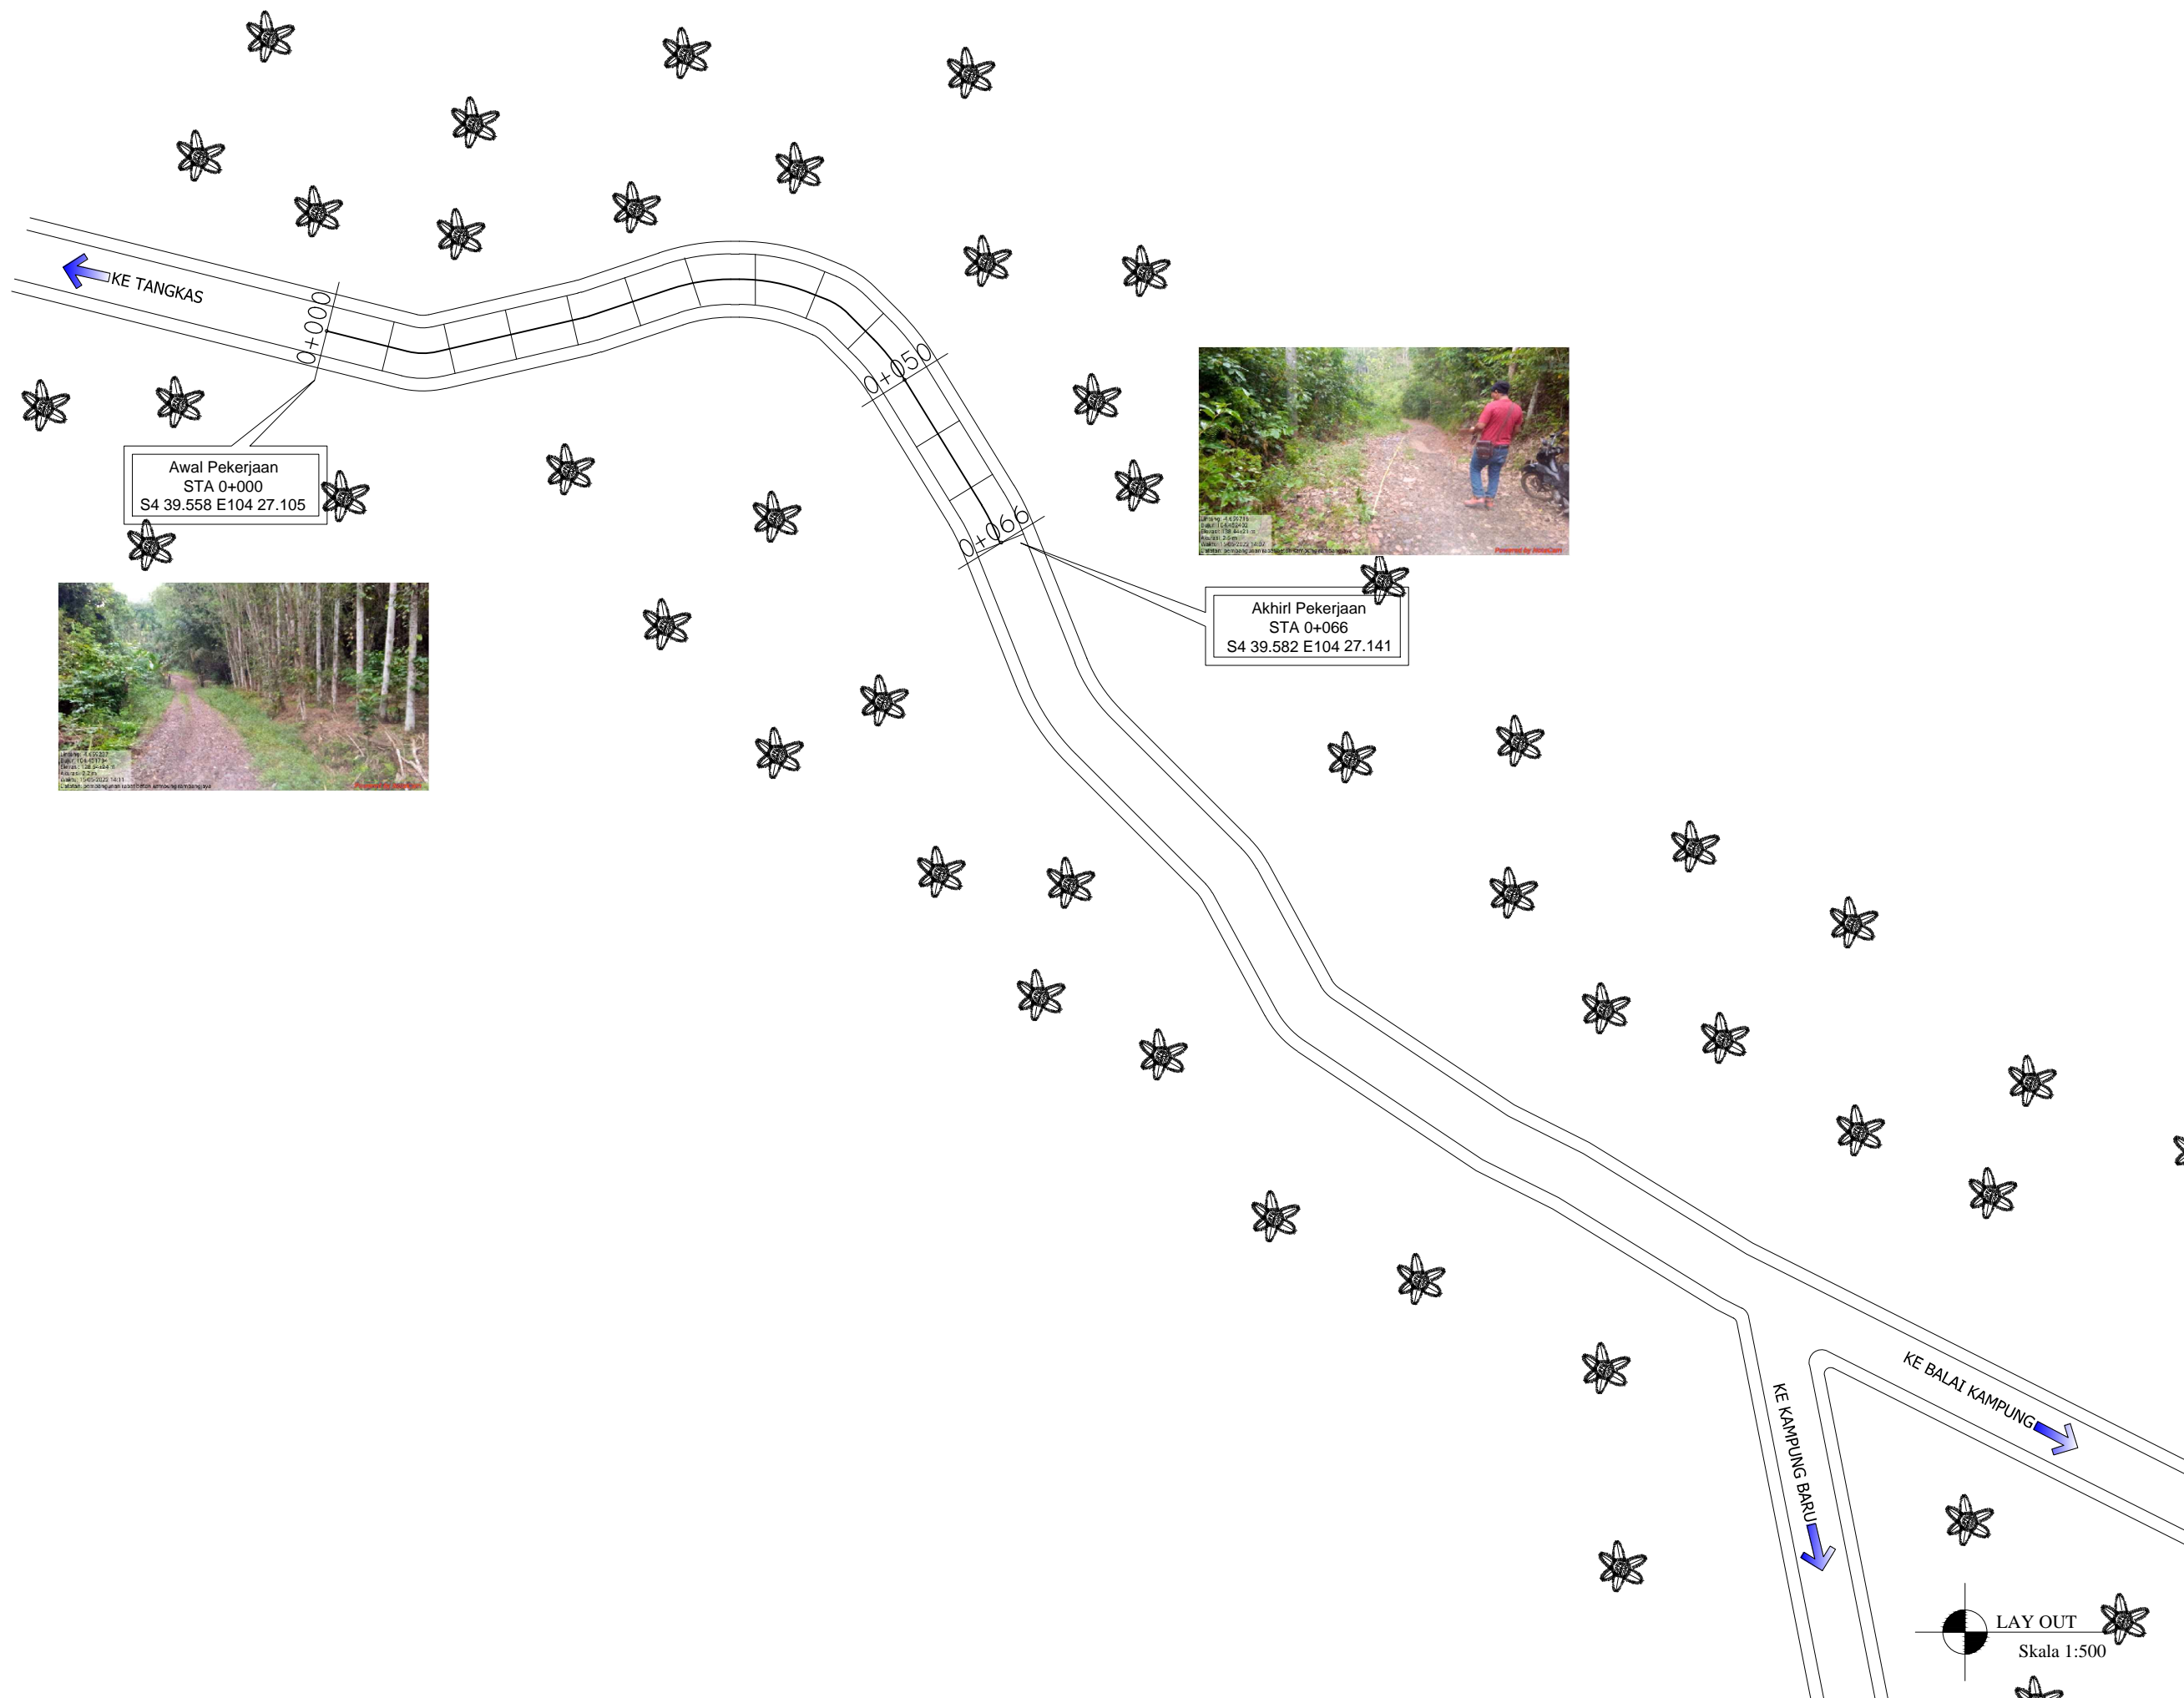 KE TANGKAS
0+000
0+050
0+066
Awal Pekerjaan
STA 0+000
S4 39.558 E104 27.105
Akhirl Pekerjaan
STA 0+066
S4 39.582 E104 27.141
KE BALAI KAMPUNG
KE KAMPUNG BARU
LAY OUT
Skala 1:500